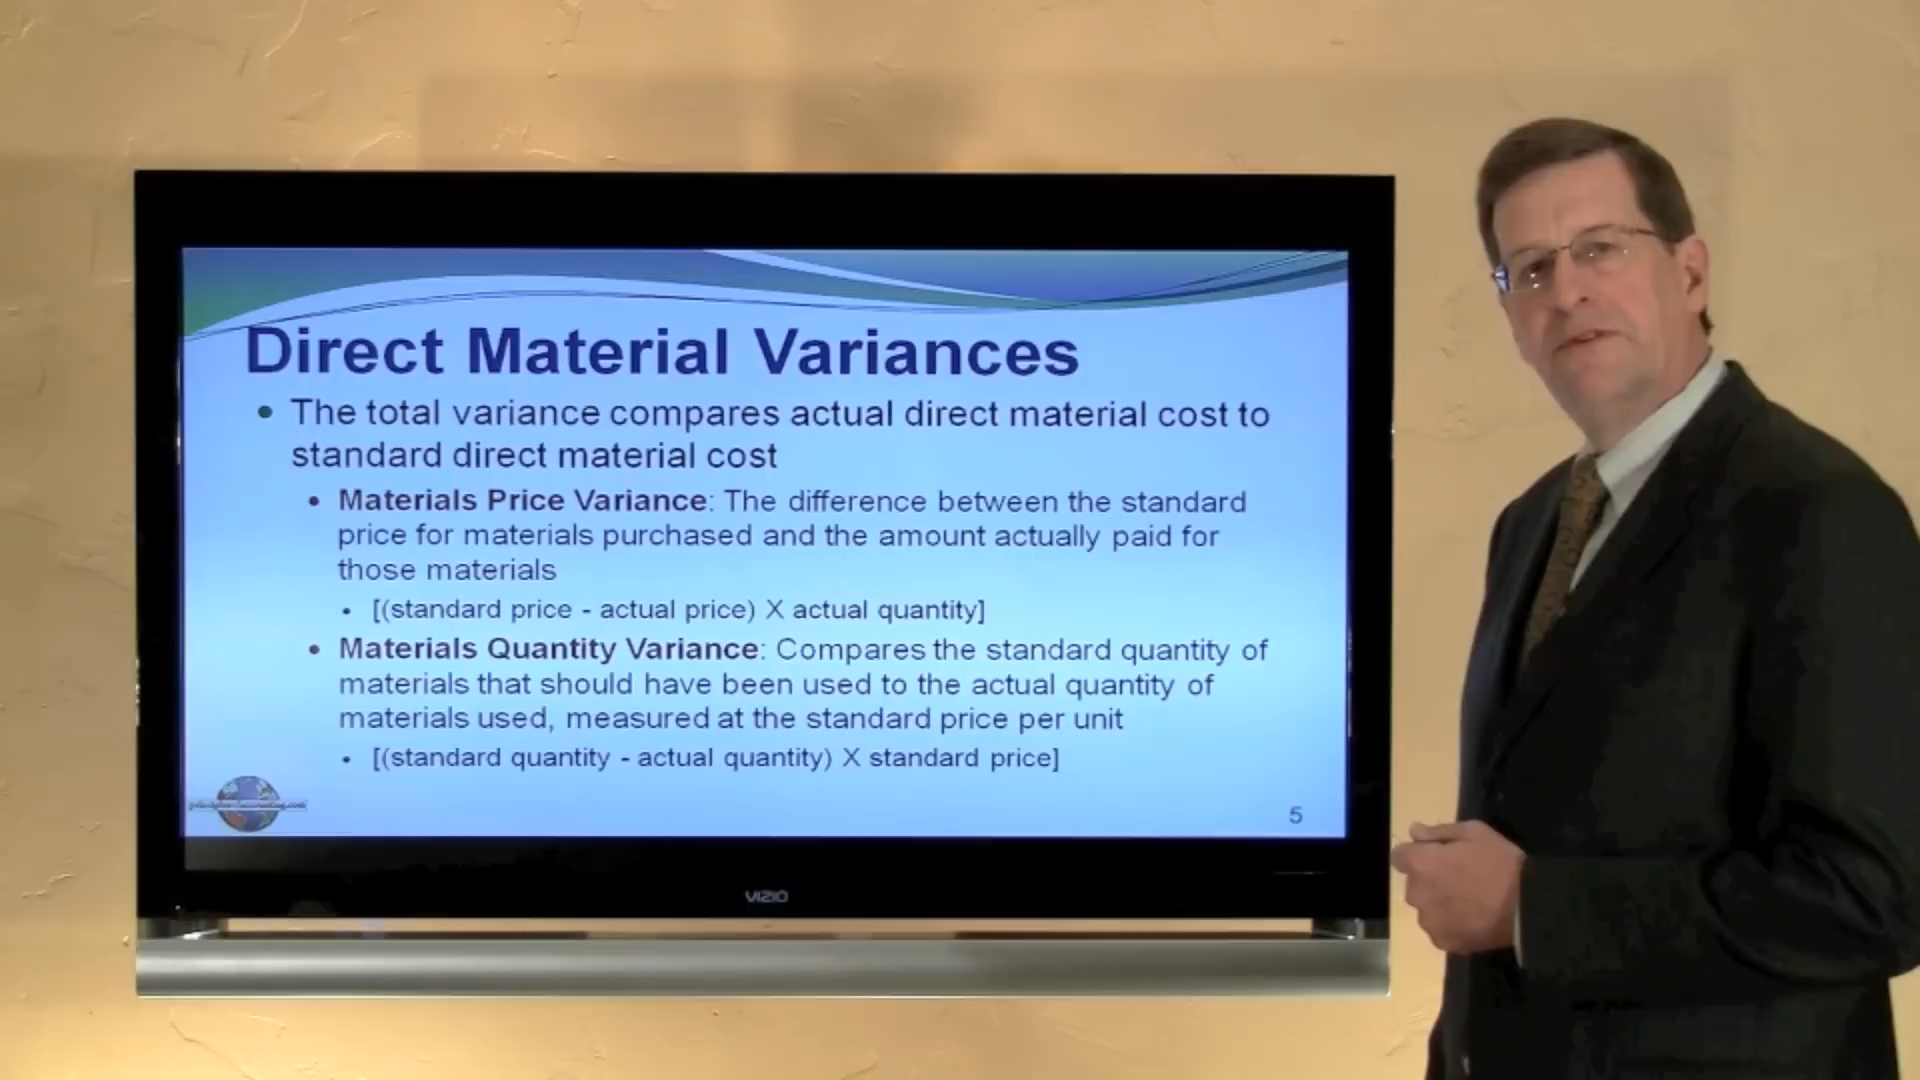 Direct Material Variances
• The total variance compares actual direct material cost to
standard direct material cost
• Materials Price Variance: The difference between the standard
price for materials purchased and the amount actually paid for
those materials
• [(standard price - actual price) X actual quantity]
• Materials Quantity Variance: Compares the standard quantity of
materials that should have been used to the actual quantity of
materials used, measured at the standard price per unit
• [(standard quantity - actual quantity) X standard price]
principlesofaccounting.com
5
VIZIO